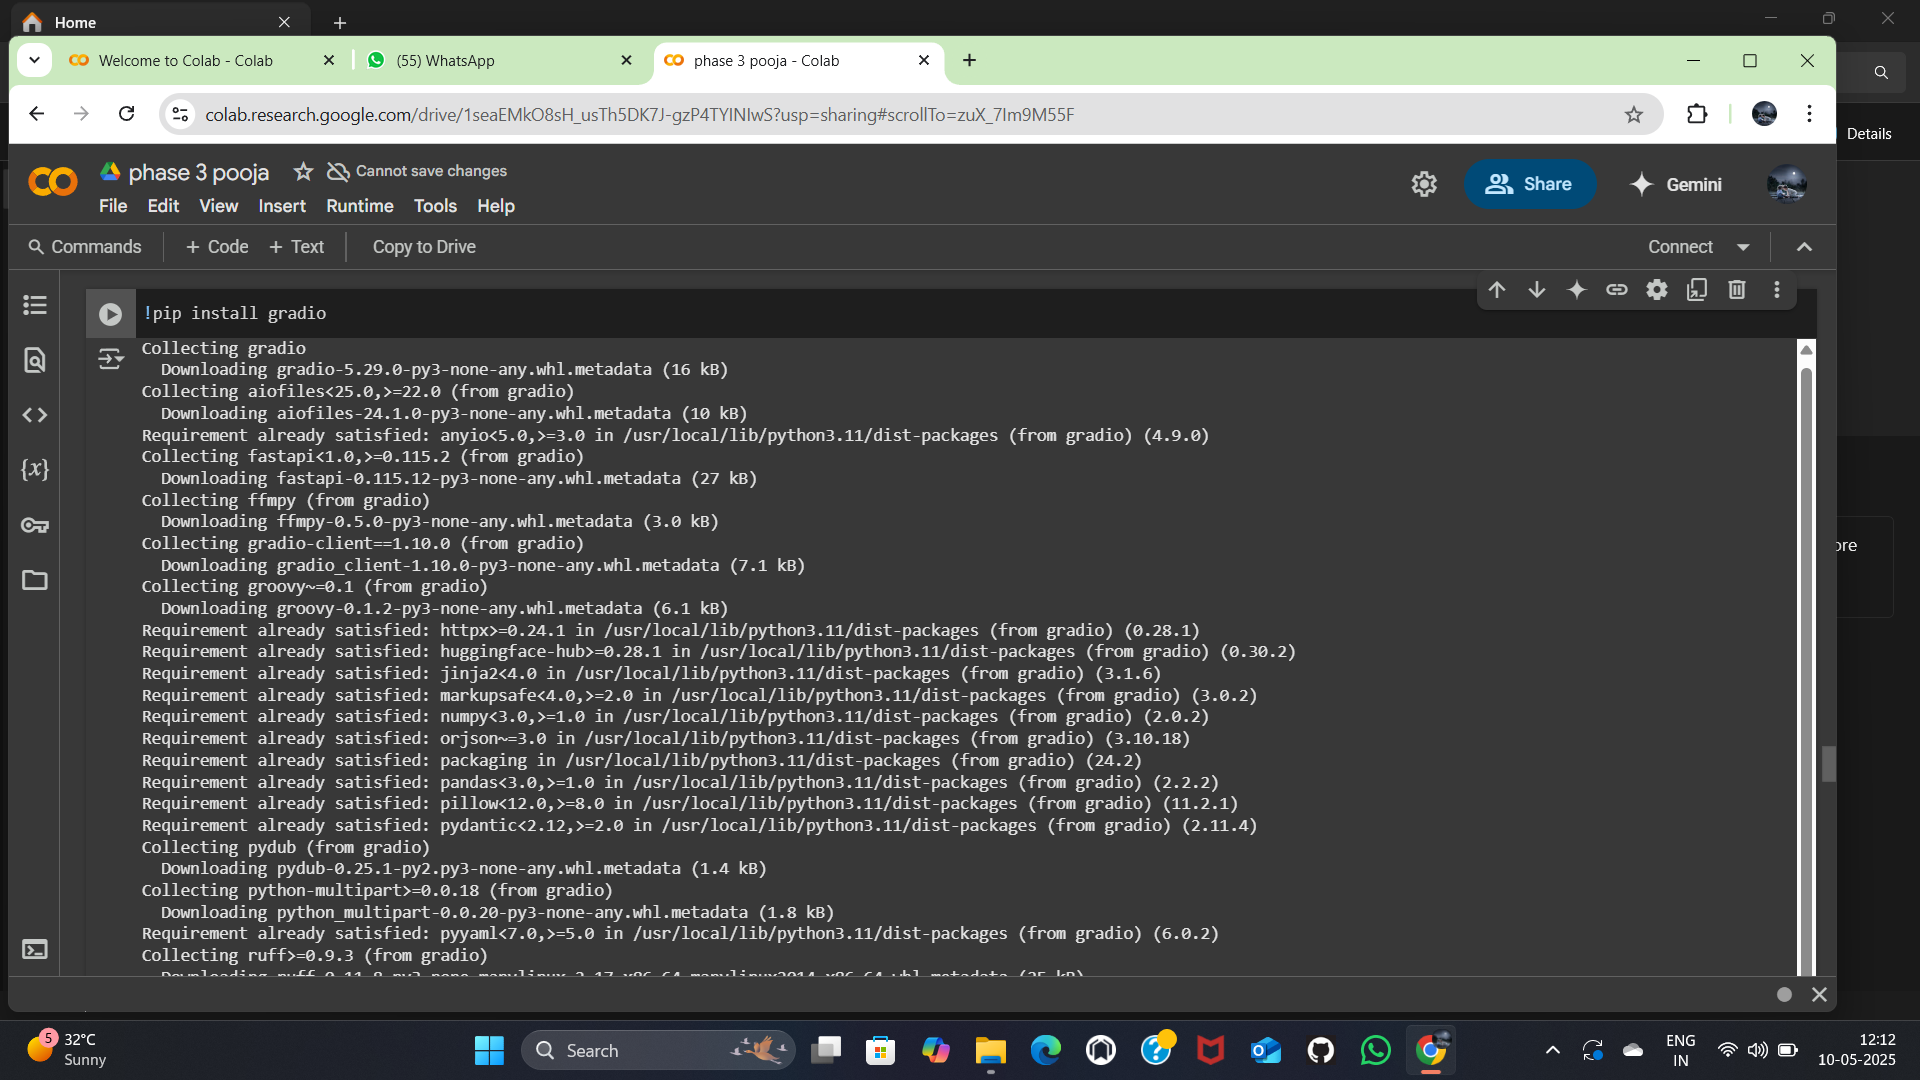 Home
Welcome to Colab - Colab
(55) WhatsApp
phase 3 pooja - Colab
colab.research.google.com/drive/1seaEMkO8sH_usTh5DK7J-gzP4TYINIwS?usp=sharing#scrollTo=zuX_7Im9M55F
Details
phase 3 pooja
Cannot save changes
File Edit View Insert Runtime Tools Help
Share
Gemini
Commands + Code + Text Copy to Drive
Connect
!pip install gradio
Collecting gradio
Downloading gradio-5.29.0-py3-none-any.whl.metadata (16 kB)
Collecting aiofiles<25.0,>=22.0 (from gradio)
Downloading aiofiles-24.1.0-py3-none-any.whl.metadata (10 kB)
Requirement already satisfied: anyio<5.0,>=3.0 in /usr/local/lib/python3.11/dist-packages (from gradio) (4.9.0)
Collecting fastapi<1.0,>=0.115.2 (from gradio)
Downloading fastapi-0.115.12-py3-none-any.whl.metadata (27 kB)
Collecting ffmpy (from gradio)
Downloading ffmpy-0.5.0-py3-none-any.whl.metadata (3.0 kB)
Collecting gradio-client==1.10.0 (from gradio)
Downloading gradio_client-1.10.0-py3-none-any.whl.metadata (7.1 kB)
Collecting groovy~=0.1 (from gradio)
Downloading groovy-0.1.2-py3-none-any.whl.metadata (6.1 kB)
Requirement already satisfied: httpx>=0.24.1 in /usr/local/lib/python3.11/dist-packages (from gradio) (0.28.1)
Requirement already satisfied: huggingface-hub>=0.28.1 in /usr/local/lib/python3.11/dist-packages (from gradio) (0.30.2)
Requirement already satisfied: jinja2<4.0 in /usr/local/lib/python3.11/dist-packages (from gradio) (3.1.6)
Requirement already satisfied: markupsafe<4.0,>=2.0 in /usr/local/lib/python3.11/dist-packages (from gradio) (3.0.2)
Requirement already satisfied: numpy<3.0,>=1.0 in /usr/local/lib/python3.11/dist-packages (from gradio) (2.0.2)
Requirement already satisfied: orjson~=3.0 in /usr/local/lib/python3.11/dist-packages (from gradio) (3.10.18)
Requirement already satisfied: packaging in /usr/local/lib/python3.11/dist-packages (from gradio) (24.2)
Requirement already satisfied: pandas<3.0,>=1.0 in /usr/local/lib/python3.11/dist-packages (from gradio) (2.2.2)
Requirement already satisfied: pillow<12.0,>=8.0 in /usr/local/lib/python3.11/dist-packages (from gradio) (11.2.1)
Requirement already satisfied: pydantic<2.12,>=2.0 in /usr/local/lib/python3.11/dist-packages (from gradio) (2.11.4)
Collecting pydub (from gradio)
Downloading pydub-0.25.1-py2.py3-none-any.whl.metadata (1.4 kB)
Collecting python-multipart>=0.0.18 (from gradio)
Downloading python_multipart-0.0.20-py3-none-any.whl.metadata (1.8 kB)
Requirement already satisfied: pyyaml<7.0,>=5.0 in /usr/local/lib/python3.11/dist-packages (from gradio) (6.0.2)
Collecting ruff>=0.9.3 (from gradio)
Downloading ruff-0.11.8-py3-none-manylinux_2_17_x86_64.manylinux2014_x86_64.whl.metadata (25 kB)
ore
5
32°C
Sunny
Search
ENG
IN
12:12
10-05-2025